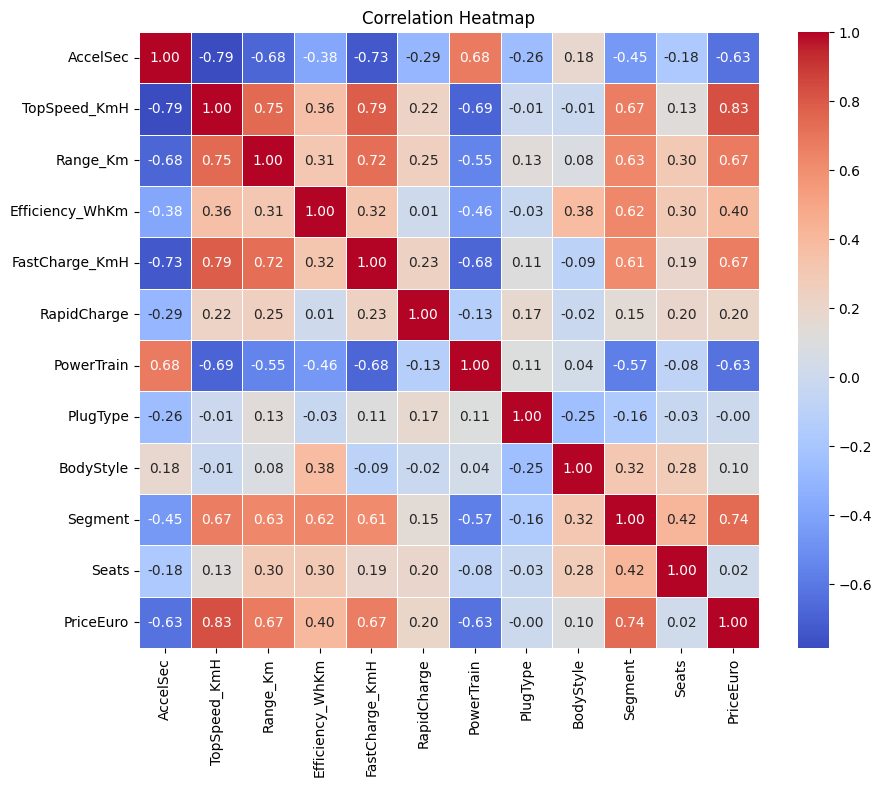 Correlation Heatmap
AccelSec 1.00 -0.79 -0.68 -0.38 -0.73 -0.29 0.68 -0.26 0.18 -0.45 -0.18 -0.63
TopSpeed_KmH -0.79 1.00 0.75 0.36 0.79 0.22 -0.69 -0.01 -0.01 0.67 0.13 0.83
Range_Km -0.68 0.75 1.00 0.31 0.72 0.25 -0.55 0.13 0.08 0.63 0.30 0.67
Efficiency_WhKm -0.38 0.36 0.31 1.00 0.32 0.01 -0.46 -0.03 0.38 0.62 0.30 0.40
FastCharge_KmH -0.73 0.79 0.72 0.32 1.00 0.23 -0.68 0.11 -0.09 0.61 0.19 0.67
RapidCharge -0.29 0.22 0.25 0.01 0.23 1.00 -0.13 0.17 -0.02 0.15 0.20 0.20
PowerTrain 0.68 -0.69 -0.55 -0.46 -0.68 -0.13 1.00 0.11 0.04 -0.57 -0.08 -0.63
PlugType -0.26 -0.01 0.13 -0.03 0.11 0.17 0.11 1.00 -0.25 -0.16 -0.03 -0.00
BodyStyle 0.18 -0.01 0.08 0.38 -0.09 -0.02 0.04 -0.25 1.00 0.32 0.28 0.10
Segment -0.45 0.67 0.63 0.62 0.61 0.15 -0.57 -0.16 0.32 1.00 0.42 0.74
Seats -0.18 0.13 0.30 0.30 0.19 0.20 -0.08 -0.03 0.28 0.42 1.00 0.02
PriceEuro -0.63 0.83 0.67 0.40 0.67 0.20 -0.63 -0.00 0.10 0.74 0.02 1.00
AccelSec
TopSpeed_KmH
Range_Km
Efficiency_WhKm
FastCharge_KmH
RapidCharge
PowerTrain
PlugType
BodyStyle
Segment
Seats
PriceEuro
1.0
0.8
0.6
0.4
0.2
0.0
−0.2
−0.4
−0.6